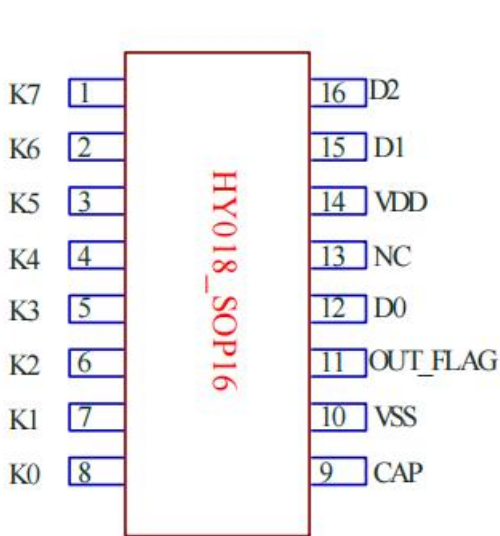 K7 1 16 D2
K6 2 15 D1
K5 3 14 VDD
K4 4 13 NC
K3 5 12 D0
K2 6 11 OUT_FLAG
K1 7 10 VSS
K0 8 9 CAP
HY018_SOP16